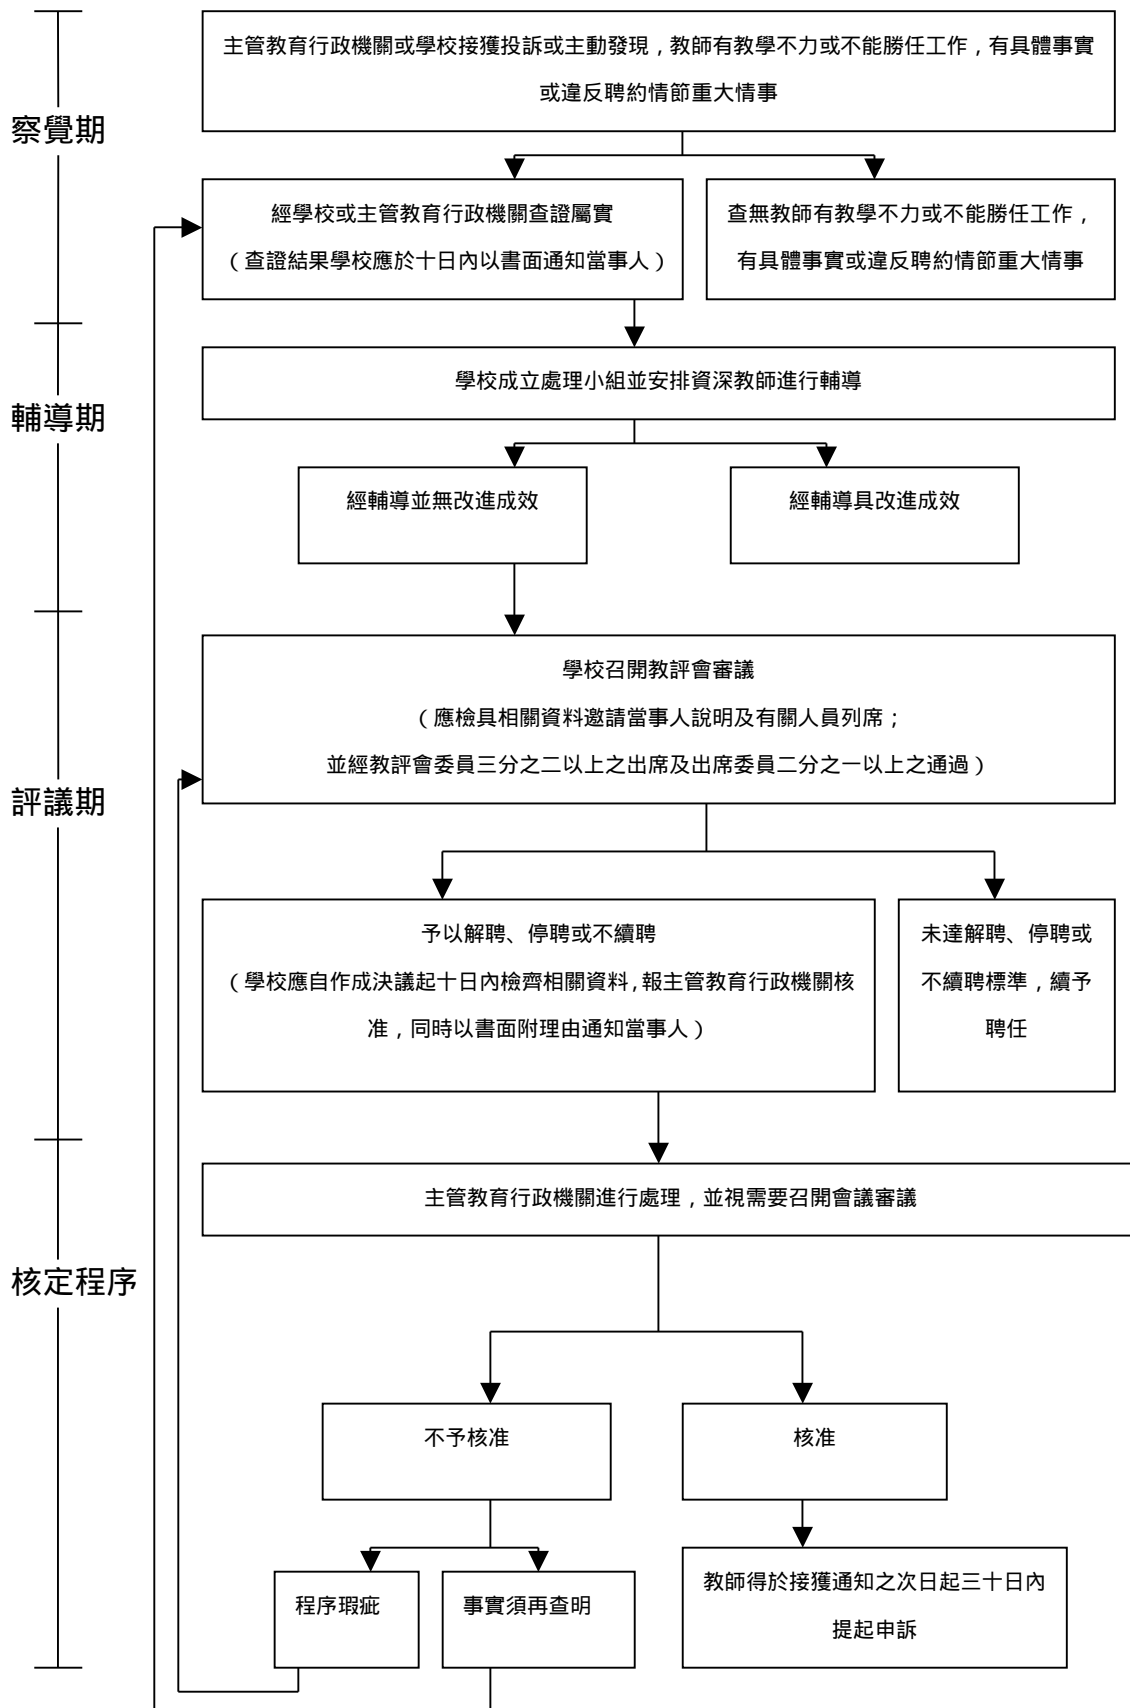 察覺期
主管教育行政機關或學校接獲投訴或主動發現，教師有教學不力或不能勝任工作，有具體事實
或違反聘約情節重大情事
經學校或主管教育行政機關查證屬實
（查證結果學校應於十日內以書面通知當事人）
查無教師有教學不力或不能勝任工作，
有具體事實或違反聘約情節重大情事
輔導期
學校成立處理小組並安排資深教師進行輔導
經輔導並無改進成效
經輔導具改進成效
評議期
學校召開教評會審議
（應檢具相關資料邀請當事人說明及有關人員列席；
並經教評會委員三分之二以上之出席及出席委員二分之一以上之通過）
予以解聘、停聘或不續聘
（學校應自作成決議起十日內檢齊相關資料，報主管教育行政機關核
准，同時以書面附理由通知當事人）
未達解聘、停聘或
不續聘標準，續予
聘任
核定程序
主管教育行政機關進行處理，並視需要召開會議審議
不予核准
核准
程序瑕疵
事實須再查明
教師得於接獲通知之次日起三十日內
提起申訴